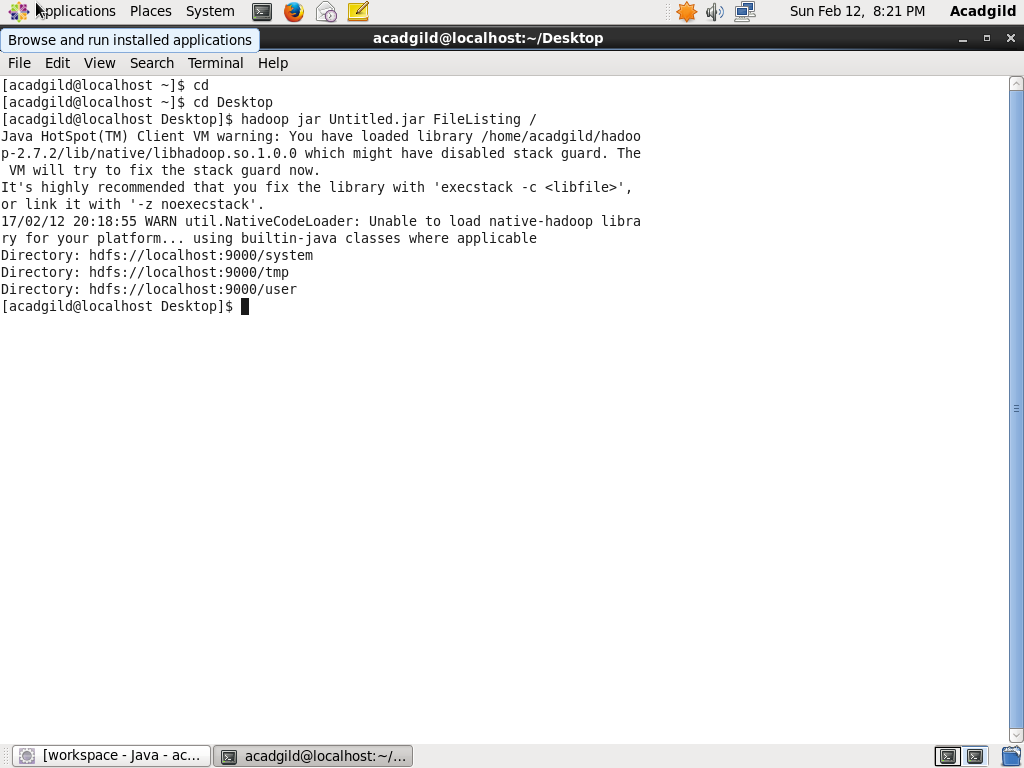 Applications Places System Sun Feb 12, 8:21 PM Acadgild
Browse and run installed applications
acadgild@localhost:~/Desktop
File Edit View Search Terminal Help
[acadgild@localhost ~]$ cd
[acadgild@localhost ~]$ cd Desktop
[acadgild@localhost Desktop]$ hadoop jar Untitled.jar FileListing /
Java HotSpot(TM) Client VM warning: You have loaded library /home/acadgild/hadoo
p-2.7.2/lib/native/libhadoop.so.1.0.0 which might have disabled stack guard. The
 VM will try to fix the stack guard now.
It's highly recommended that you fix the library with 'execstack -c <libfile>',
or link it with '-z noexecstack'.
17/02/12 20:18:55 WARN util.NativeCodeLoader: Unable to load native-hadoop libra
ry for your platform... using builtin-java classes where applicable
Directory: hdfs://localhost:9000/system
Directory: hdfs://localhost:9000/tmp
Directory: hdfs://localhost:9000/user
[acadgild@localhost Desktop]$
[workspace - Java - ac... acadgild@localhost:~/...